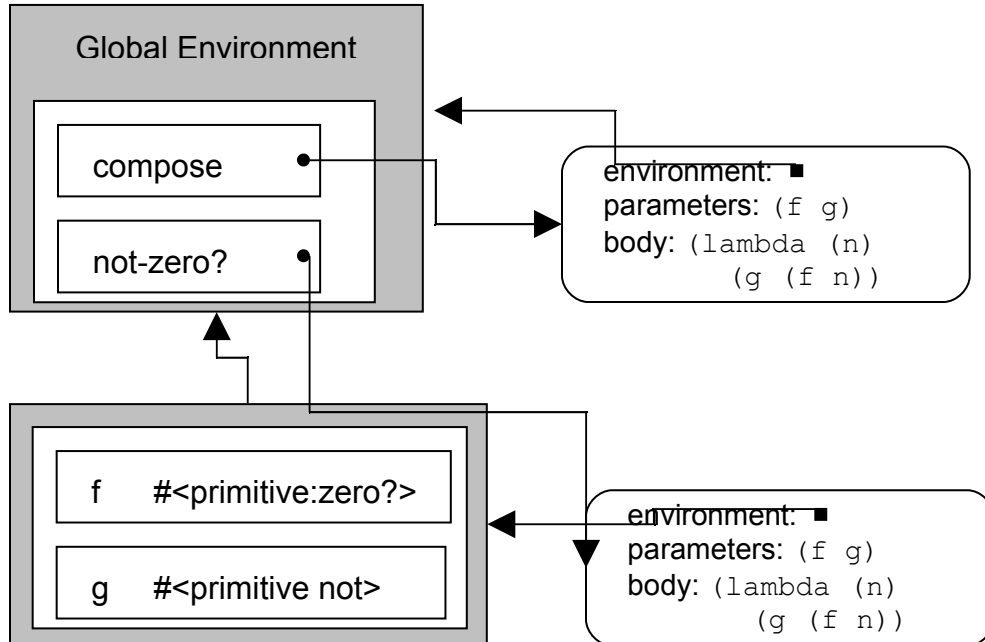 Global Environment
compose
not-zero?
environment:
parameters: (f g)
body: (lambda (n)
(g (f n))
f #<primitive:zero?>
g #<primitive not>
environment:
parameters: (f g)
body: (lambda (n)
(g (f n))